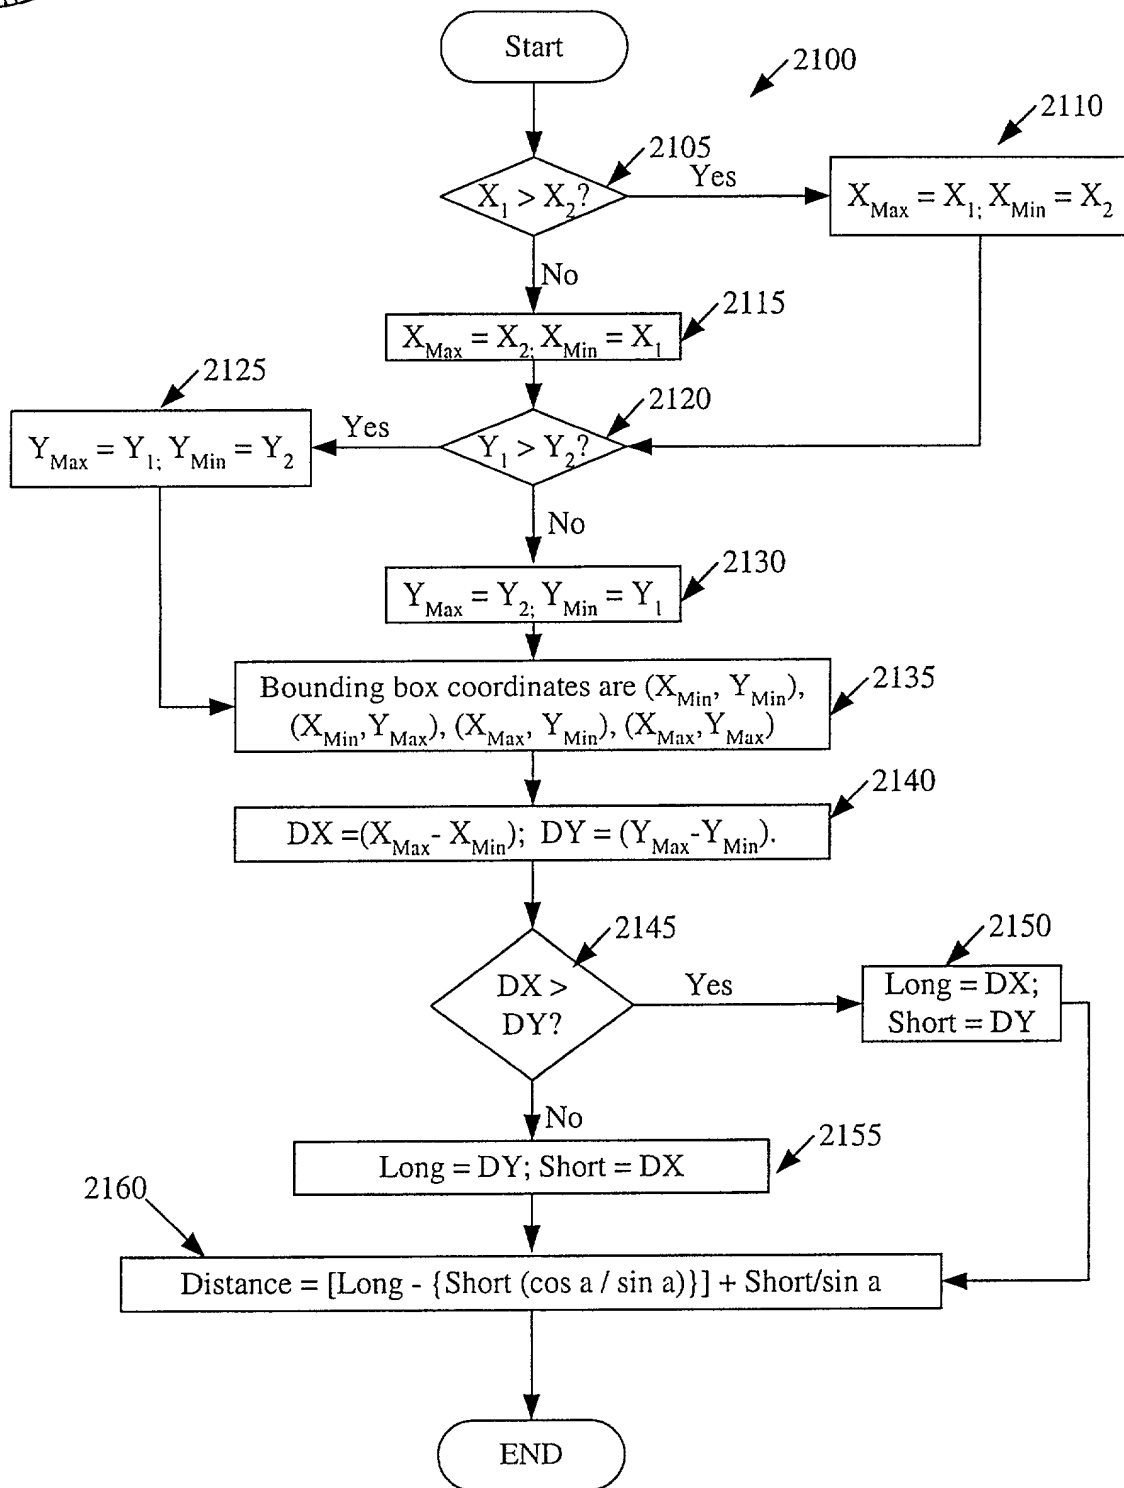 Start
2100
2105
X1 > X2?
Yes
2110
XMax = X1; XMin = X2
No
2115
XMax = X2; XMin = X1
2120
Y1 > Y2?
Yes
2125
YMax = Y1; YMin = Y2
No
2130
YMax = Y2; YMin = Y1
2135
Bounding box coordinates are (XMin, YMin),
(XMin,YMax), (XMax, YMin), (XMax,YMax)
2140
DX =(XMax- XMin); DY = (YMax-YMin).
2145
DX >
DY?
Yes
2150
Long = DX;
Short = DY
No
2155
Long = DY; Short = DX
2160
Distance = [Long - {Short (cos a / sin a)}] + Short/sin a
END